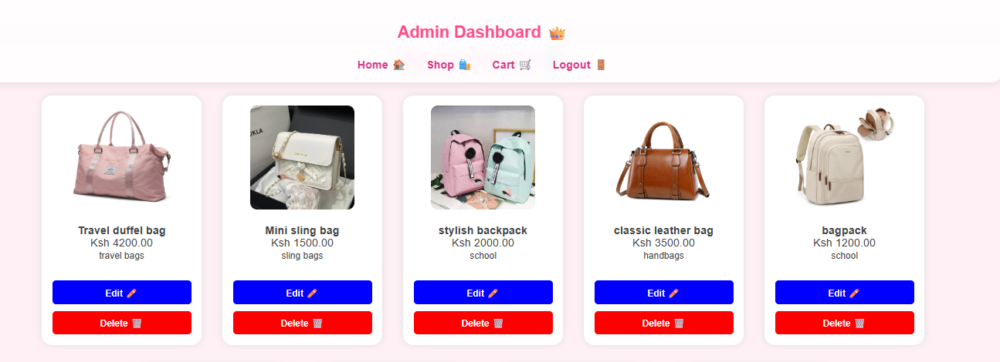 Admin Dashboard 👑
Home 🏠 Shop 🛍️ Cart 🛒 Logout 🚪
Travel duffel bag
Ksh 4200.00
travel bags
Edit ✏️
Delete 🗑️
Mini sling bag
Ksh 1500.00
sling bags
Edit ✏️
Delete 🗑️
stylish backpack
Ksh 2000.00
school
Edit ✏️
Delete 🗑️
classic leather bag
Ksh 3500.00
handbags
Edit ✏️
Delete 🗑️
bagpack
Ksh 1200.00
school
Edit ✏️
Delete 🗑️